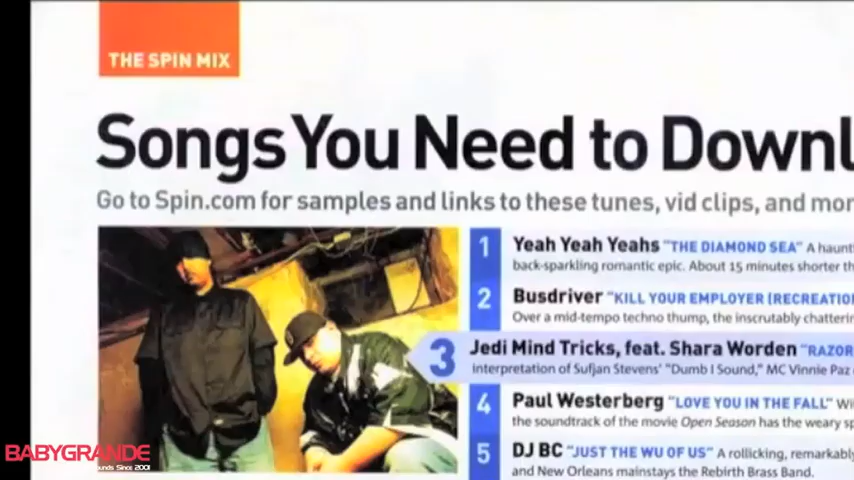 THE SPIN MIX
Songs You Need to Downl
Go to Spin.com for samples and links to these tunes, vid clips, and mor
1 Yeah Yeah Yeahs "THE DIAMOND SEA" A haunt
back-sparkling romantic epic. About 15 minutes shorter th
2 Busdriver "KILL YOUR EMPLOYER (RECREATIO
Over a mid-tempo techno thump, the inscrutably chatterin
3 Jedi Mind Tricks, feat. Shara Worden "RAZOR
interpretation of Sufjan Stevens' "Dumb I Sound," MC Vinnie Paz
4 Paul Westerberg "LOVE YOU IN THE FALL" Wi
the soundtrack of the movie Open Season has the weary sp
5 DJ BC "JUST THE WU OF US" A rollicking, remarkably
and New Orleans mainstays the Rebirth Brass Band.
BABYGRANDE
ounds Since 2001